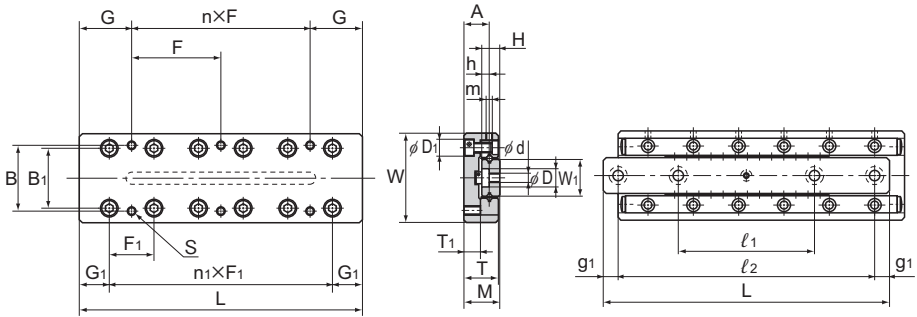 G
n×F
G
F
B
B1
S
F1
G1
n1×F1
G1
L
A
H
h
m
φD1
φd
W
φD
W1
T1
T
M
ℓ1
g1
ℓ2
g1
L